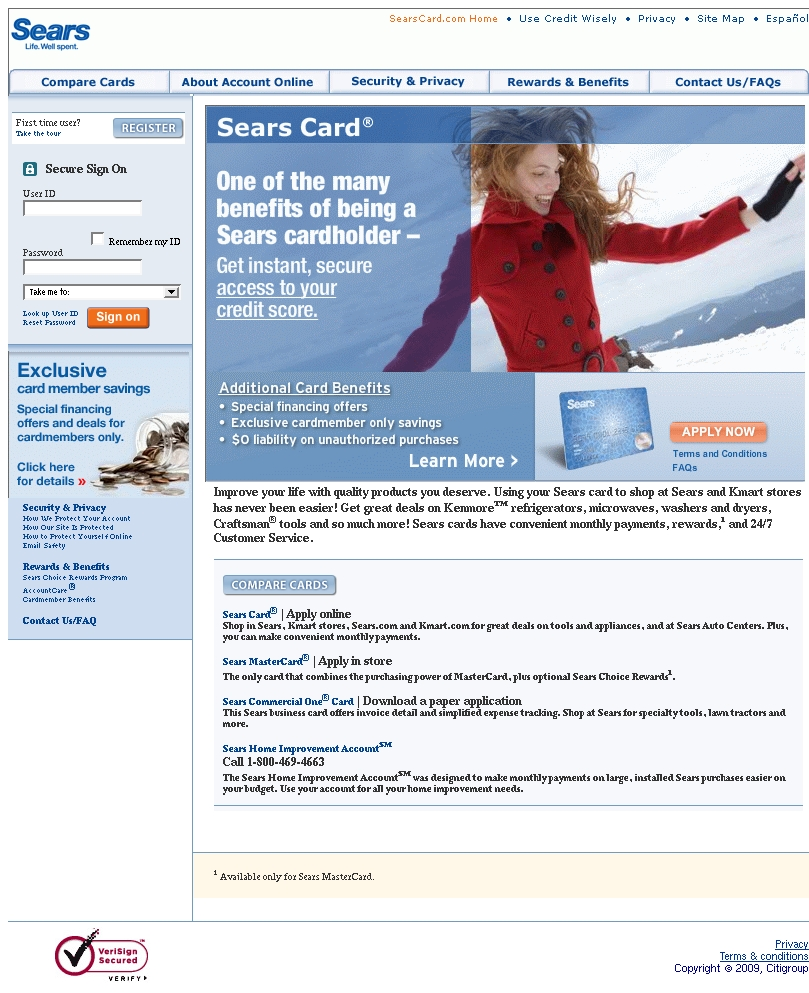 Sears
Life. Well spent.
SearsCard.com Home • Use Credit Wisely • Privacy • Site Map • Español
Compare Cards
About Account Online
Security & Privacy
Rewards & Benefits
Contact Us/FAQs
First time user?
Take the tour
REGISTER
Secure Sign On
User ID
Remember my ID
Password
Take me to:
Look up User ID
Reset Password
Sign on
Exclusive
card member savings
Special financing
offers and deals for
cardmembers only.
Click here
for details »
Security & Privacy
How We Protect Your Account
How Our Site Is Protected
How to Protect Yourself Online
Email Safety
Rewards & Benefits
Sears Choice Rewards Program
AccountCare®
Cardmember Benefits
Contact Us/FAQ
Sears Card®
One of the many
benefits of being a
Sears cardholder –
Get instant, secure
access to your
credit score.
Additional Card Benefits
• Special financing offers
• Exclusive cardmember only savings
• $0 liability on unauthorized purchases
Learn More >
Sears
APPLY NOW
Terms and Conditions
FAQs
Improve your life with quality products you deserve. Using your Sears card to shop at Sears and Kmart stores
has never been easier! Get great deals on Kenmore™ refrigerators, microwaves, washers and dryers,
Craftsman® tools and so much more! Sears cards have convenient monthly payments, rewards,¹ and 24/7
Customer Service.
COMPARE CARDS
Sears Card® | Apply online
Shop in Sears, Kmart stores, Sears.com and Kmart.com for great deals on tools and appliances, and at Sears Auto Centers. Plus,
you can make convenient monthly payments.
Sears MasterCard® | Apply in store
The only card that combines the purchasing power of MasterCard, plus optional Sears Choice Rewards¹.
Sears Commercial One® Card | Download a paper application
This Sears business card offers invoice detail and simplified expense tracking. Shop at Sears for specialty tools, lawn tractors and
more.
Sears Home Improvement Account℠
Call 1-800-469-4663
The Sears Home Improvement Account℠ was designed to make monthly payments on large, installed Sears purchases easier on
your budget. Use your account for all your home improvement needs.
¹ Available only for Sears MasterCard.
VeriSign™
Secured
VERIFY
Privacy
Terms & conditions
Copyright © 2009, Citigroup